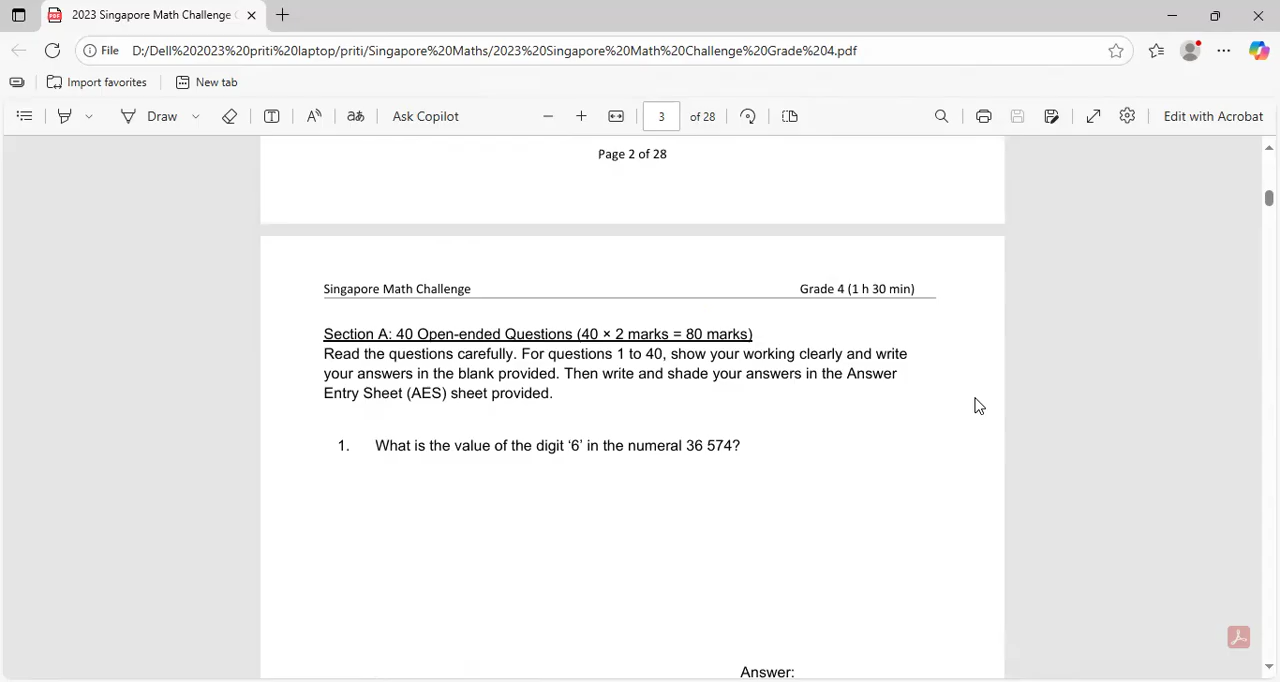 2023 Singapore Math Challenge
File D:/Dell%202023%20priti%20laptop/priti/Singapore%20Maths/2023%20Singapore%20Math%20Challenge%20Grade%204.pdf
Import favorites New tab
Draw aあ Ask Copilot 3 of 28 Edit with Acrobat
Page 2 of 28
Singapore Math Challenge Grade 4 (1 h 30 min)
Section A: 40 Open-ended Questions (40 × 2 marks = 80 marks)
Read the questions carefully. For questions 1 to 40, show your working clearly and write
your answers in the blank provided. Then write and shade your answers in the Answer
Entry Sheet (AES) sheet provided.
1. What is the value of the digit ‘6’ in the numeral 36 574?
Answer: